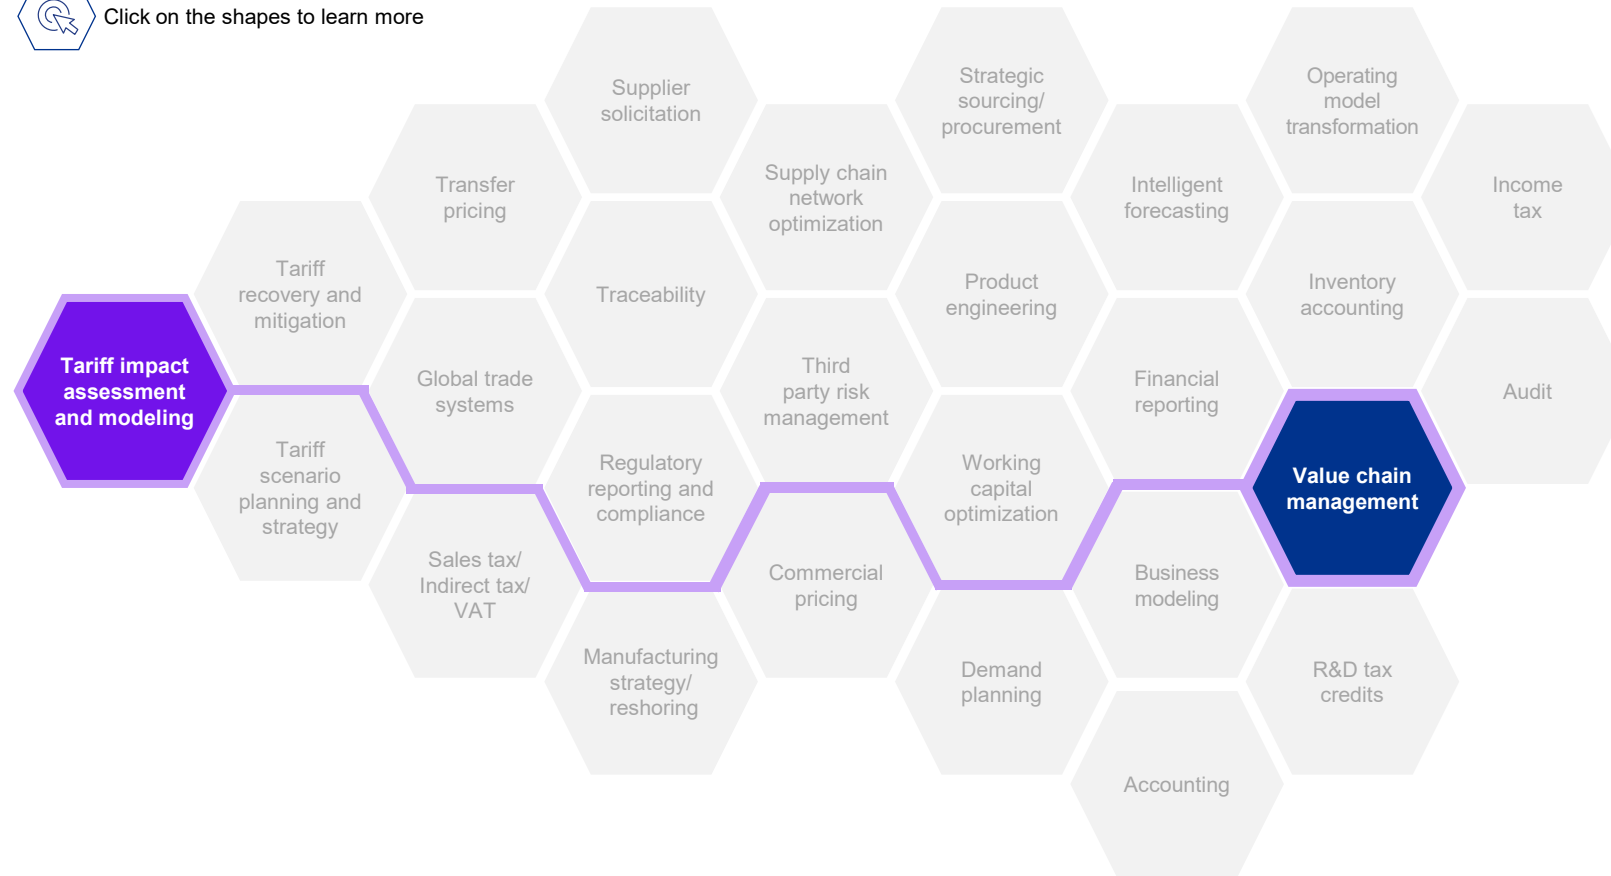 Click on the shapes to learn more
Supplier
solicitation
Strategic
sourcing/
procurement
Operating
model
transformation
Transfer
pricing
Supply chain
network
optimization
Intelligent
forecasting
Income
tax
Tariff
recovery and
mitigation
Traceability
Product
engineering
Inventory
accounting
Tariff impact
assessment
and modeling
Global trade
systems
Third
party risk
management
Financial
reporting
Audit
Tariff
scenario
planning and
strategy
Regulatory
reporting and
compliance
Working
capital
optimization
Value chain
management
Sales tax/
Indirect tax/
VAT
Commercial
pricing
Business
modeling
Manufacturing
strategy/
reshoring
Demand
planning
R&D tax
credits
Accounting